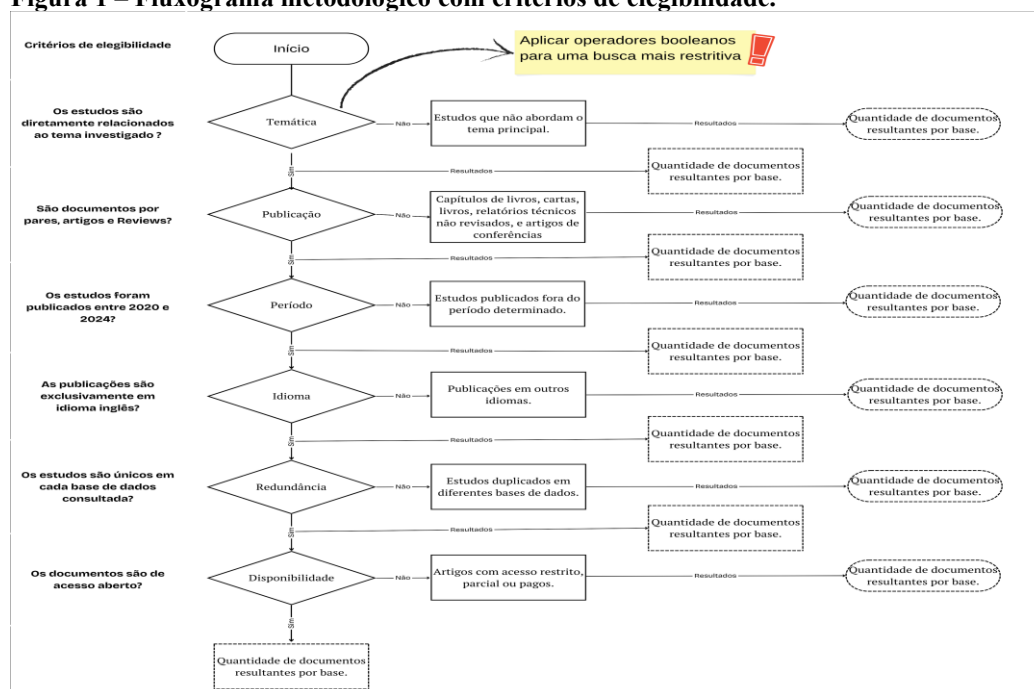 Figura 1 – Fluxograma metodológico com critérios de elegibilidade.
Critérios de elegibilidade
Início
Aplicar operadores booleanos
para uma busca mais restritiva
Os estudos são
diretamente relacionados
ao tema investigado ?
Temática
Não
Estudos que não abordam o
tema principal.
Resultados
Quantidade de documentos
resultantes por base.
Sim
Resultados
Quantidade de documentos
resultantes por base.
São documentos por
pares, artigos e Reviews?
Publicação
Não
Capítulos de livros, cartas,
livros, relatórios técnicos
não revisados, e artigos de
conferências
Resultados
Quantidade de documentos
resultantes por base.
Sim
Resultados
Quantidade de documentos
resultantes por base.
Os estudos foram
publicados entre 2020 e
2024?
Período
Não
Estudos publicados fora do
período determinado.
Resultados
Quantidade de documentos
resultantes por base.
Sim
Resultados
Quantidade de documentos
resultantes por base.
As publicações são
exclusivamente em
idioma inglês?
Idioma
Não
Publicações em outros
idiomas.
Resultados
Quantidade de documentos
resultantes por base.
Sim
Resultados
Quantidade de documentos
resultantes por base.
Os estudos são únicos em
cada base de dados
consultada?
Redundância
Não
Estudos duplicados em
diferentes bases de dados.
Resultados
Quantidade de documentos
resultantes por base.
Sim
Resultados
Quantidade de documentos
resultantes por base.
Os documentos são de
acesso aberto?
Disponibilidade
Não
Artigos com acesso restrito,
parcial ou pagos.
Resultados
Quantidade de documentos
resultantes por base.
Sim
Quantidade de documentos
resultantes por base.